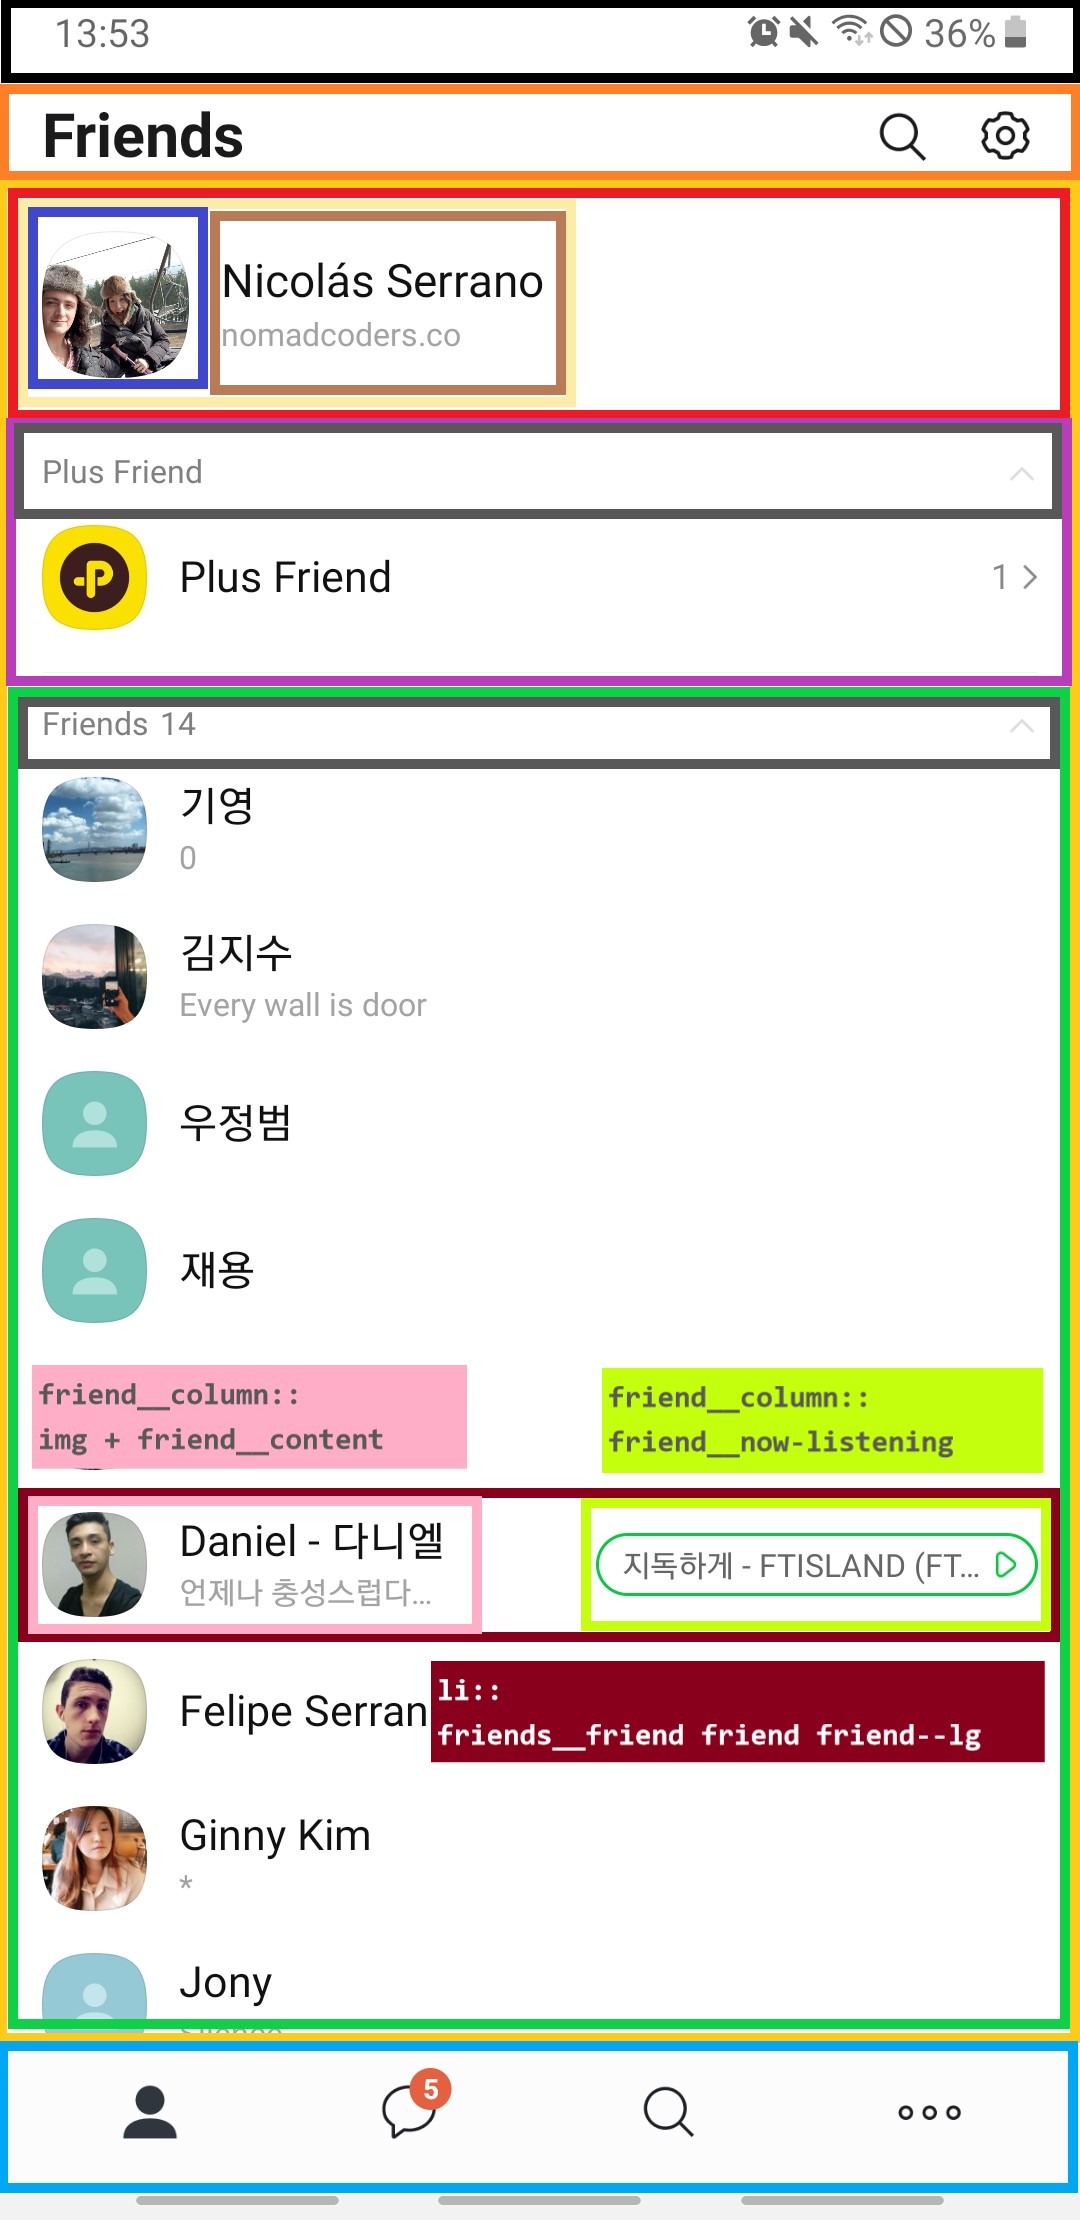 13:53 36%
Friends
Nicolás Serrano
nomadcoders.co
Plus Friend
Plus Friend 1
Friends 14
기영
0
김지수
Every wall is door
우정범
재용
friend__column::
img + friend__content
friend__column::
friend__now-listening
Daniel - 다니엘
언제나 충성스럽다...
지독하게 - FTISLAND (FT...
Felipe Serran
li::
friends__friend friend friend--lg
Ginny Kim
*
Jony
5